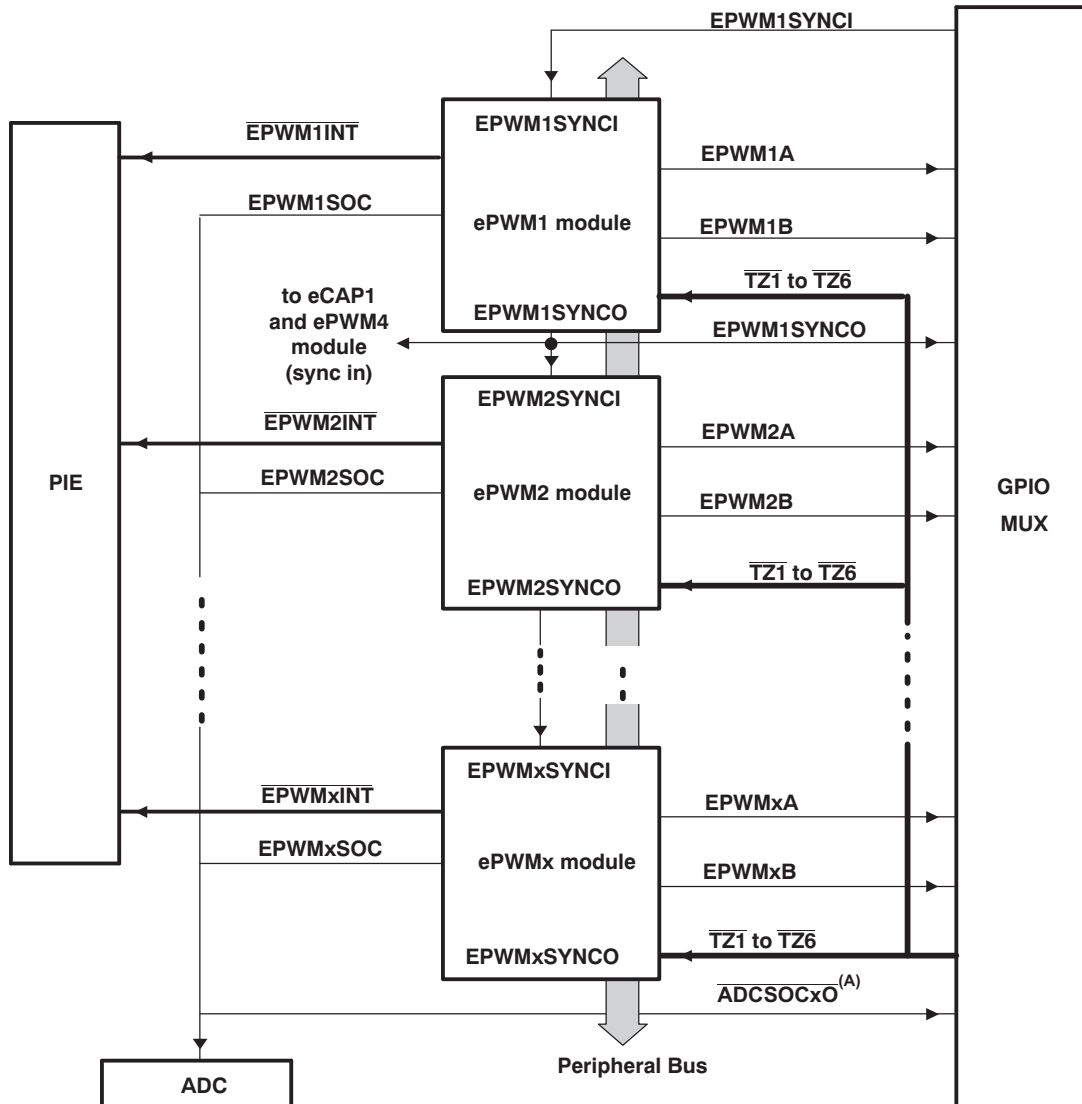 EPWM1SYNCI
EPWM1SYNCI
EPWM1INT
EPWM1A
EPWM1SOC
ePWM1 module
EPWM1B
TZ1 to TZ6
to eCAP1
and ePWM4
module
(sync in)
EPWM1SYNCO
EPWM1SYNCO
EPWM2SYNCI
EPWM2INT
EPWM2A
PIE
EPWM2SOC
ePWM2 module
EPWM2B
GPIO
MUX
TZ1 to TZ6
EPWM2SYNCO
EPWMxSYNCI
EPWMxINT
EPWMxA
EPWMxSOC
ePWMx module
EPWMxB
TZ1 to TZ6
EPWMxSYNCO
ADCSOCxO(A)
Peripheral Bus
ADC